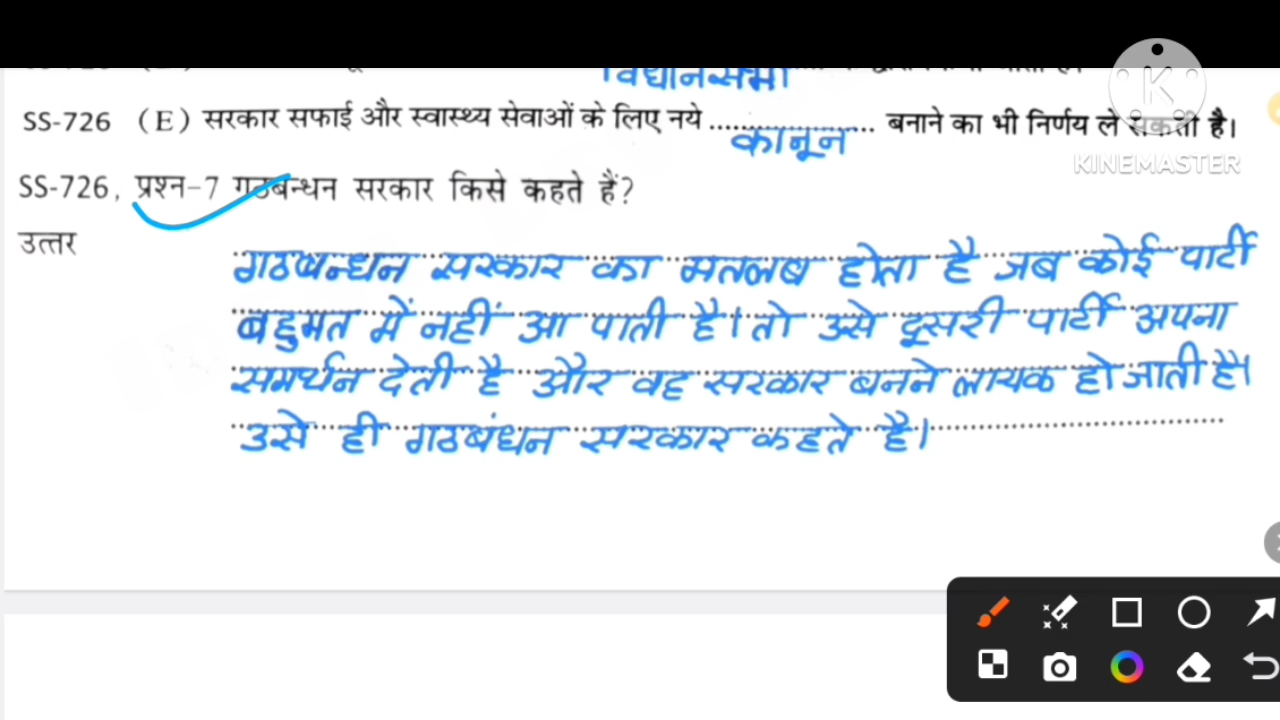 विधानसभा
SS-726 (E) सरकार सफाई और स्वास्थ्य सेवाओं के लिए नये .................... बनाने का भी निर्णय ले सकती है।
कानून
KINEMASTER
SS-726, प्रश्न-7 गठबन्धन सरकार किसे कहते हैं?
उत्तर
गठबन्धन सरकार का मतलब होता है जब कोई पार्टी
बहुमत में नहीं आ पाती है। तो उसे दूसरी पार्टी अपना
समर्थन देती है और वह सरकार बनने लायक हो जाती है।
उसे ही गठबंधन सरकार कहते है।